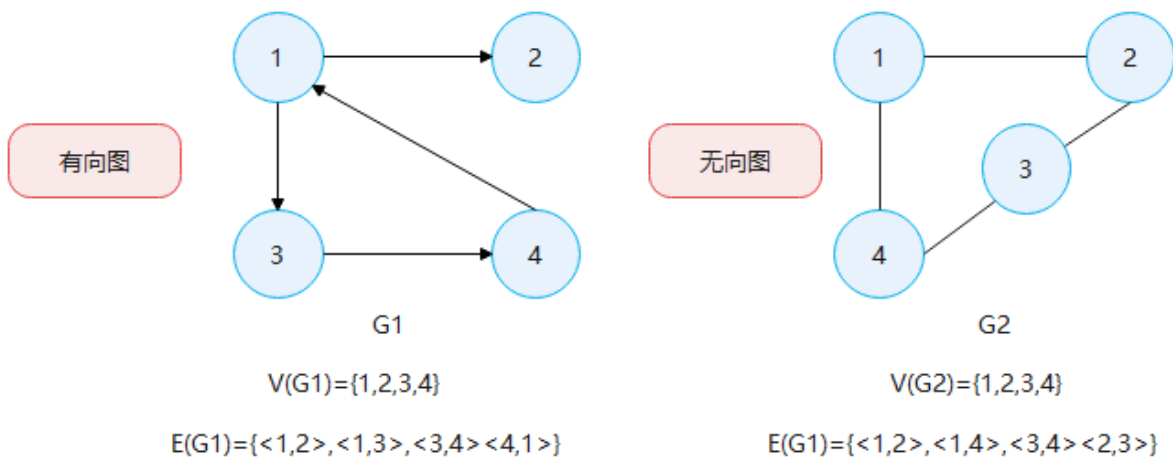 1
2
有向图
3
4
G1
V(G1)={1,2,3,4}
E(G1)={<1,2>,<1,3>,<3,4><4,1>}
1
2
无向图
3
4
G2
V(G2)={1,2,3,4}
E(G1)={<1,2>,<1,4>,<3,4><2,3>}